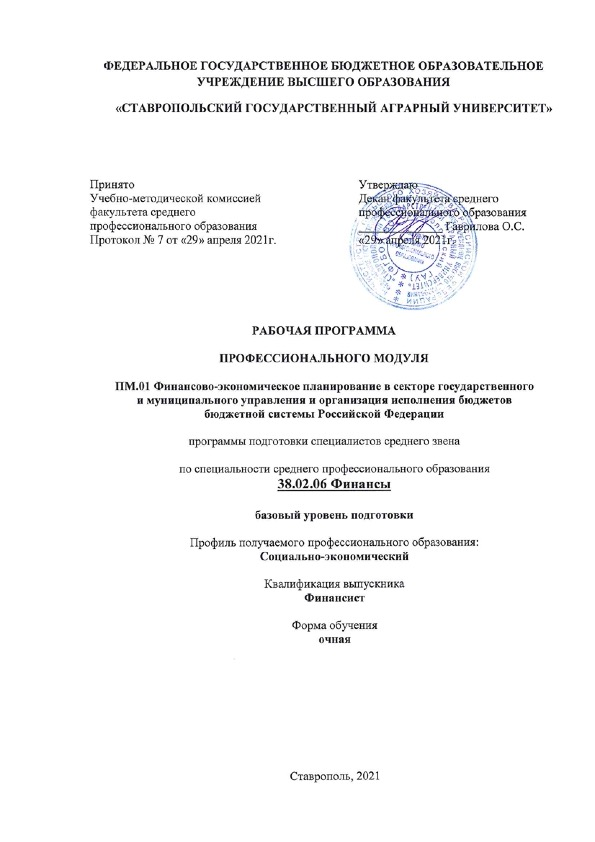 ФЕДЕРАЛЬНОЕ ГОСУДАРСТВЕННОЕ БЮДЖЕТНОЕ ОБРАЗОВАТЕЛЬНОЕ
УЧРЕЖДЕНИЕ ВЫСШЕГО ОБРАЗОВАНИЯ
«СТАВРОПОЛЬСКИЙ ГОСУДАРСТВЕННЫЙ АГРАРНЫЙ УНИВЕРСИТЕТ»
Принято
Учебно-методической комиссией
факультета среднего
профессионального образования
Протокол № 7 от «29» апреля 2021г.
Утверждаю
Декан факультета среднего
профессионального образования
Гаврилова О.С.
«29» апреля 2021г.
РАБОЧАЯ ПРОГРАММА
ПРОФЕССИОНАЛЬНОГО МОДУЛЯ
ПМ.01 Финансово-экономическое планирование в секторе государственного
и муниципального управления и организация исполнения бюджетов
бюджетной системы Российской Федерации
программы подготовки специалистов среднего звена
по специальности среднего профессионального образования
38.02.06 Финансы
базовый уровень подготовки
Профиль получаемого профессионального образования:
Социально-экономический
Квалификация выпускника
Финансист
Форма обучения
очная
Ставрополь, 2021